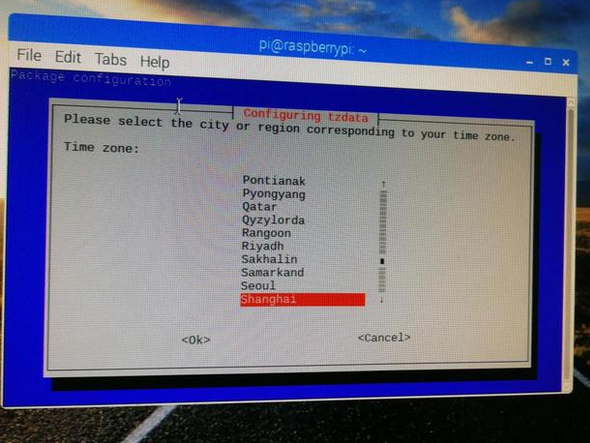 pi@raspberrypi: ~
File Edit Tabs Help
Package configuration
Configuring tzdata
Please select the city or region corresponding to your time zone.
Time zone:
Pontianak
Pyongyang
Qatar
Qyzylorda
Rangoon
Riyadh
Sakhalin
Samarkand
Seoul
Shanghai
<Ok> <Cancel>